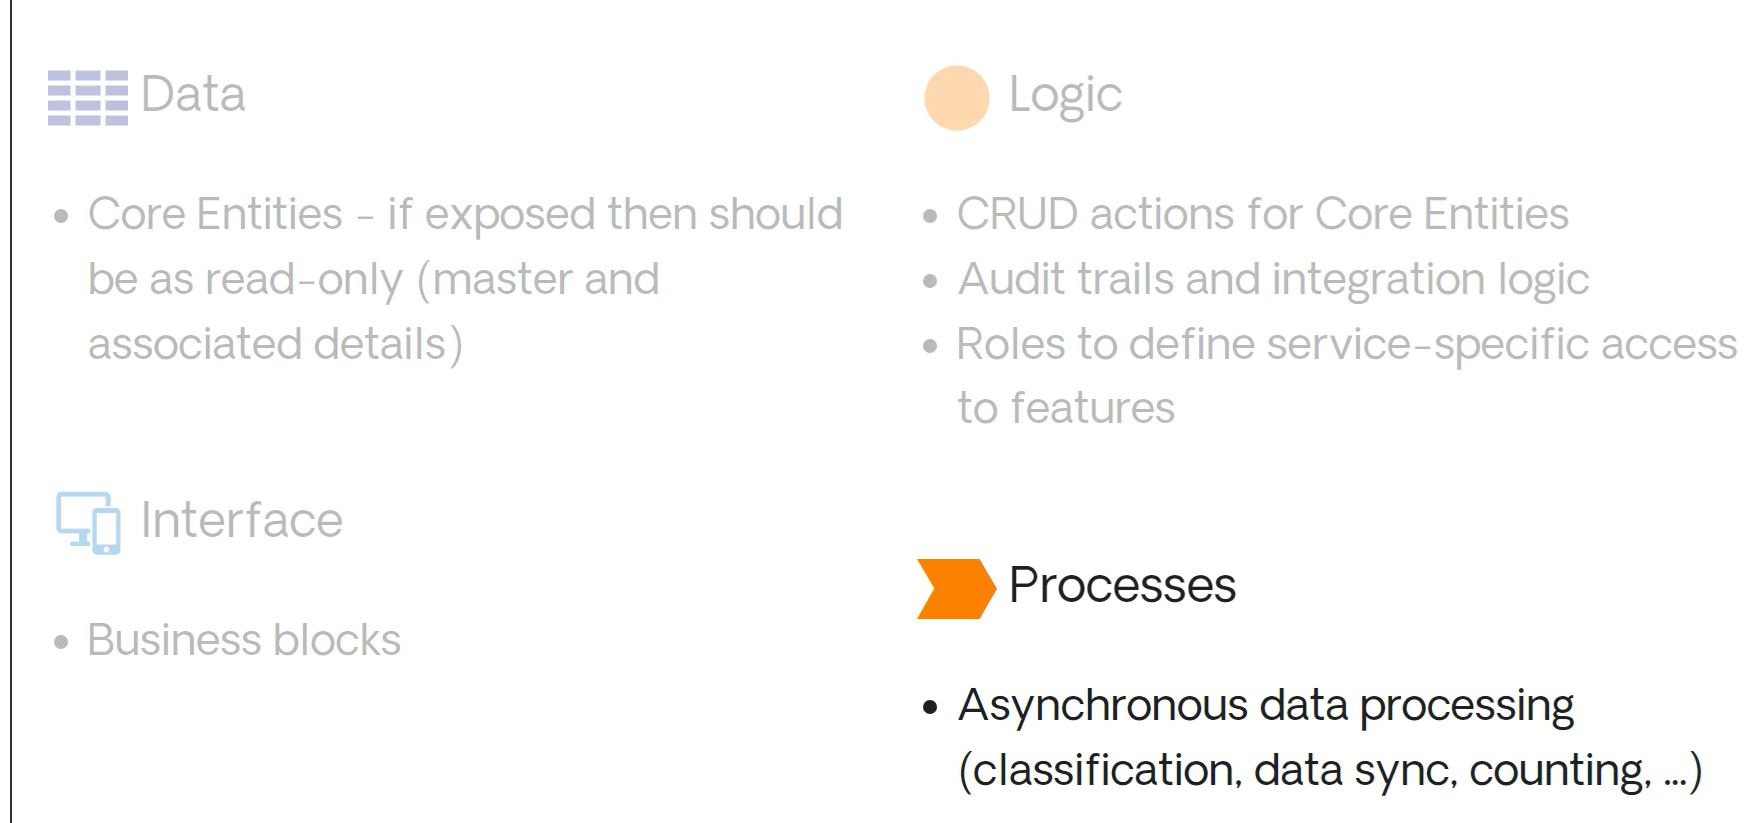 Data
• Core Entities - if exposed then should
be as read-only (master and
associated details)
Interface
• Business blocks
Logic
• CRUD actions for Core Entities
• Audit trails and integration logic
• Roles to define service-specific access
to features
Processes
• Asynchronous data processing
(classification, data sync, counting, ...)